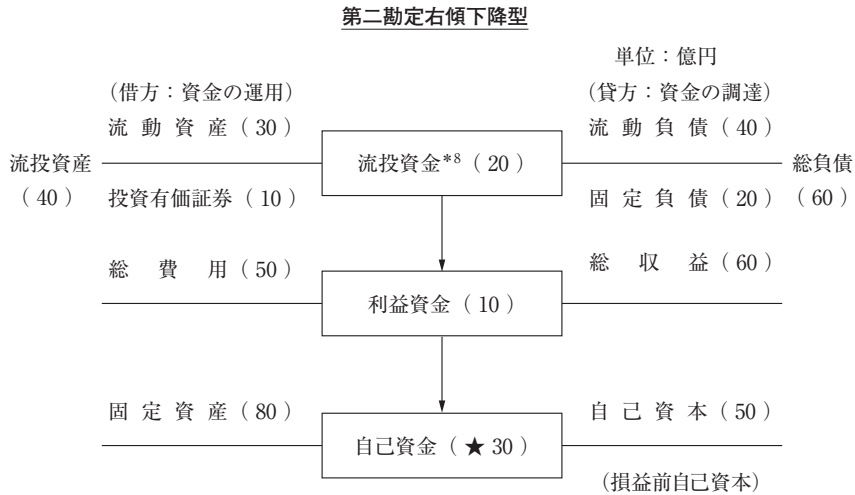 第二勘定右傾下降型
単位：億円
（借方：資金の運用）
（貸方：資金の調達）
流動資産（30）
流動負債（40）
流投資産
（40）
流投資金*8（20）
総負債
（60）
投資有価証券（10）
固定負債（20）
総費用（50）
総収益（60）
利益資金（10）
固定資産（80）
自己資本（50）
自己資金（★30）
（損益前自己資本）